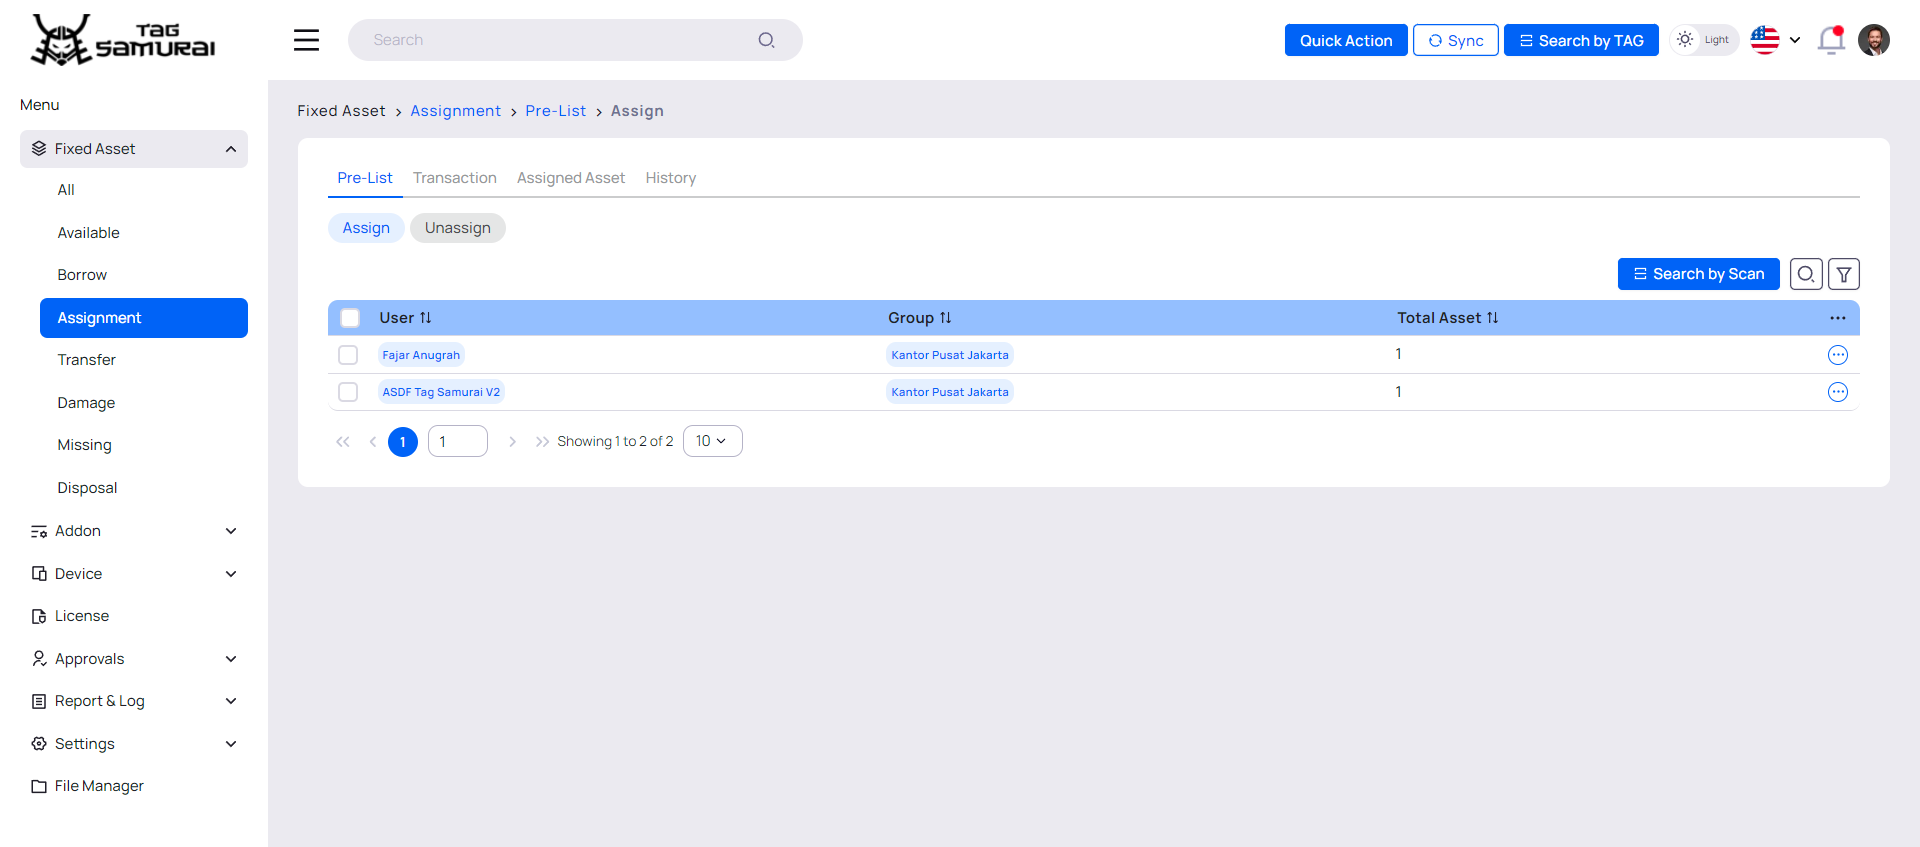 TAG SAMURAI
Search
Quick Action
Sync
Search by TAG
Light
Menu
Fixed Asset
All
Available
Borrow
Assignment
Transfer
Damage
Missing
Disposal
Addon
Device
License
Approvals
Report & Log
Settings
File Manager
Fixed Asset > Assignment > Pre-List > Assign
Pre-List Transaction Assigned Asset History
Assign Unassign
Search by Scan
User Group Total Asset
Fajar Anugrah Kantor Pusat Jakarta 1
ASDF Tag Samurai V2 Kantor Pusat Jakarta 1
1 1 Showing 1 to 2 of 2 10